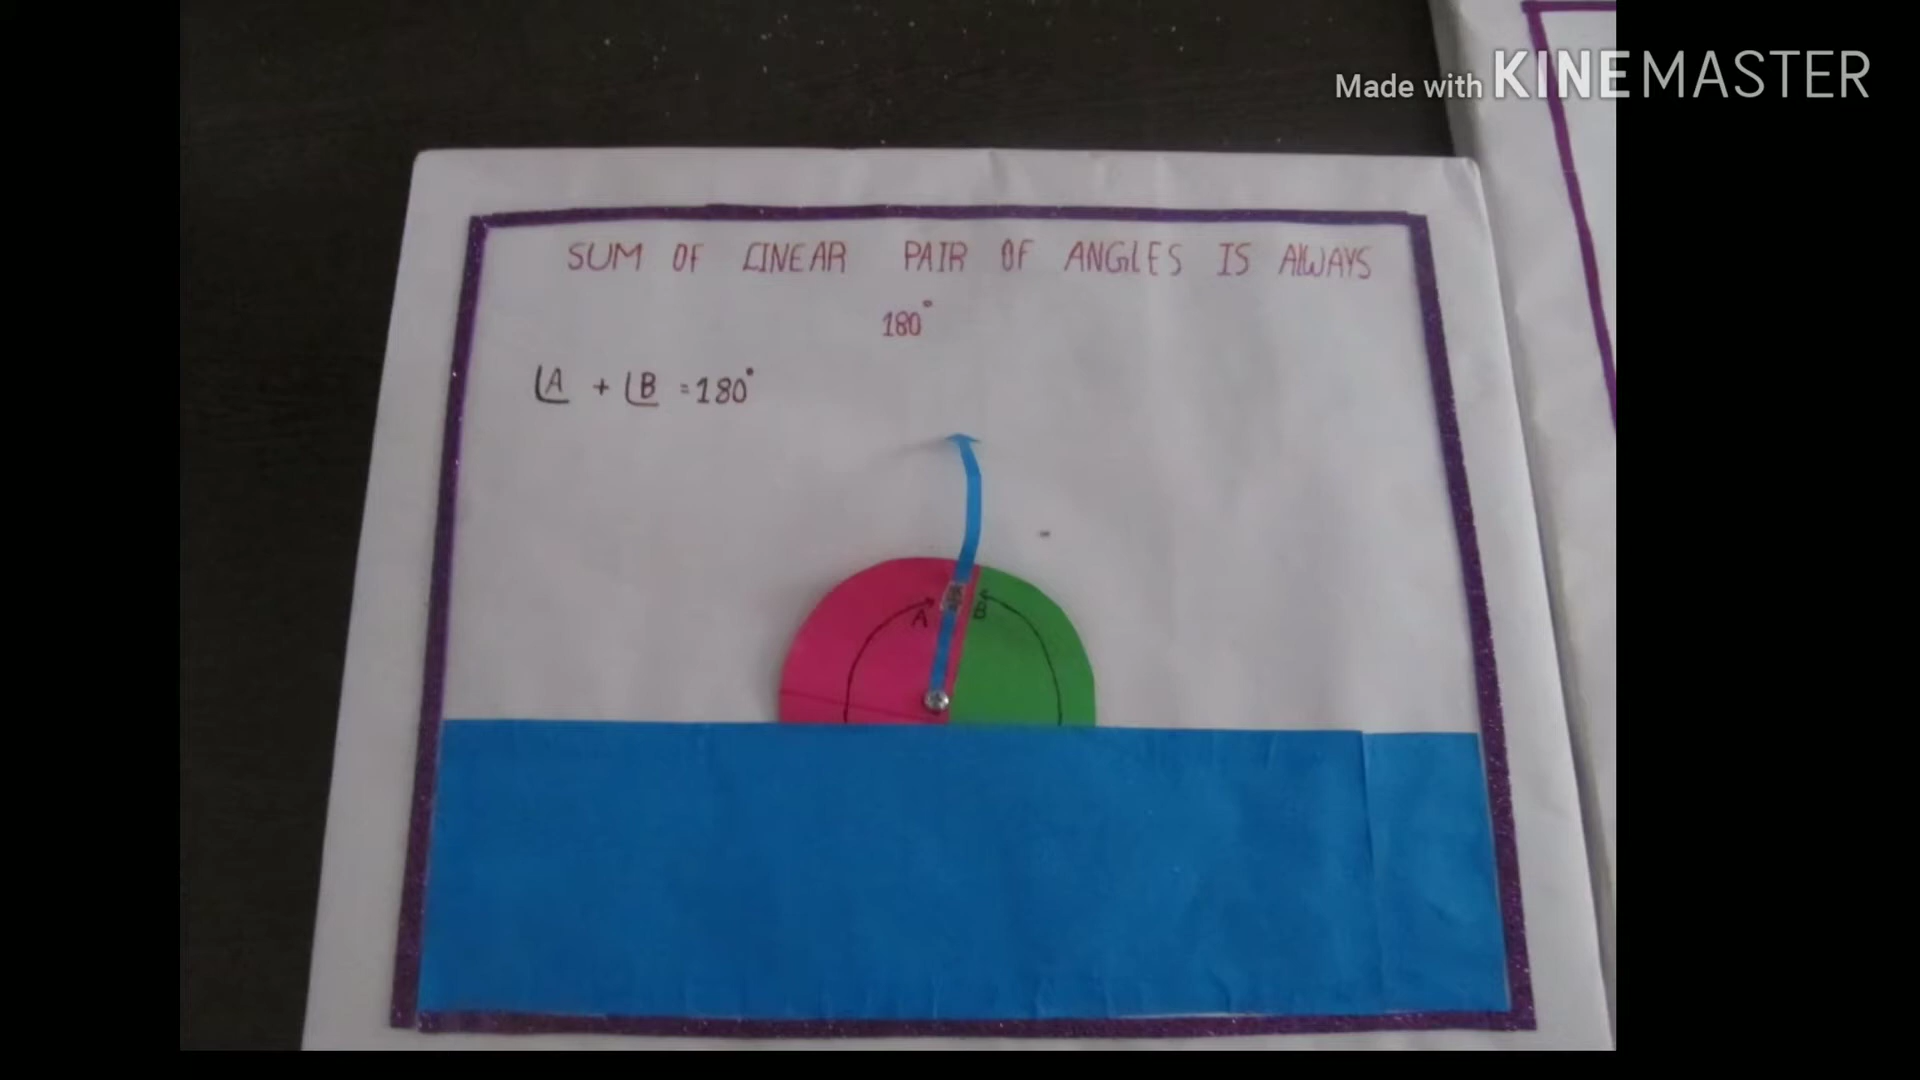 Made with KINEMASTER
SUM OF LINEAR PAIR OF ANGLES IS ALWAYS
180°
∠A + ∠B = 180°
A B